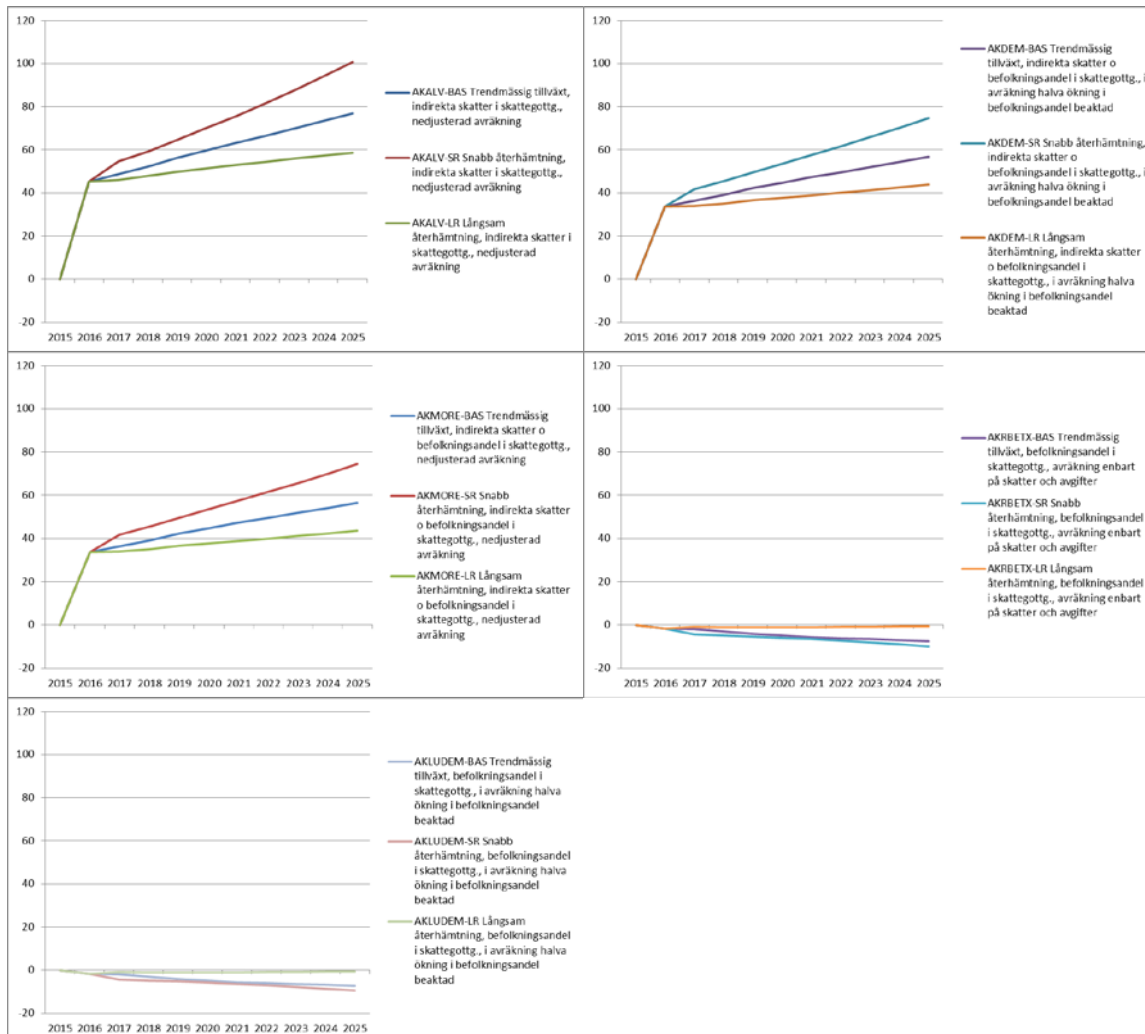 120
100
80
60
40
20
0
-20
2015 2016 2017 2018 2019 2020 2021 2022 2023 2024 2025
AKALV-BAS Trendmässig tillväxt,
indirekta skatter i skattegottg.,
nedjusterad avräkning
AKALV-SR Snabb återhämtning,
indirekta skatter i skattegottg.,
nedjusterad avräkning
AKALV-LR Långsam
återhämtning, indirekta skatter i
skattegottg., nedjusterad
avräkning
120
100
80
60
40
20
0
-20
2015 2016 2017 2018 2019 2020 2021 2022 2023 2024 2025
AKDEM-BAS Trendmässig
tillväxt, indirekta skatter o
befolkningsandel i skattegottg., i
avräkning halva ökning i
befolkningsandel beaktad
AKDEM-SR Snabb återhämtning,
indirekta skatter o
befolkningsandel i skattegottg., i
avräkning halva ökning i
befolkningsandel beaktad
AKDEM-LR Långsam
återhämtning, indirekta skatter
o befolkningsandel i
skattegottg., i avräkning halva
ökning i befolkningsandel
beaktad
120
100
80
60
40
20
0
-20
2015 2016 2017 2018 2019 2020 2021 2022 2023 2024 2025
AKMORE-BAS Trendmässig
tillväxt, indirekta skatter o
befolkningsandel i skattegottg.,
nedjusterad avräkning
AKMORE-SR Snabb
återhämtning, indirekta skatter
o befolkningsandel i
skattegottg., nedjusterad
avräkning
AKMORE-LR Långsam
återhämtning, indirekta skatter
o befolkningsandel i
skattegottg., nedjusterad
avräkning
120
100
80
60
40
20
0
-20
2015 2016 2017 2018 2019 2020 2021 2022 2023 2024 2025
AKRBETX-BAS Trendmässig
tillväxt, befolkningsandel i
skattegottg., avräkning enbart
på skatter och avgifter
AKRBETX-SR Snabb
återhämtning, befolkningsandel
i skattegottg., avräkning enbart
på skatter och avgifter
AKRBETX-LR Långsam
återhämtning, befolkningsandel
i skattegottg., avräkning enbart
på skatter och avgifter
120
100
80
60
40
20
0
-20
2015 2016 2017 2018 2019 2020 2021 2022 2023 2024 2025
AKLUDEM-BAS Trendmässig
tillväxt, befolkningsandel i
skattegottg., i avräkning halva
ökning i befolkningsandel
beaktad
AKLUDEM-SR Snabb
återhämtning, befolkningsandel
i skattegottg., i avräkning halva
ökning i befolkningsandel
beaktad
AKLUDEM-LR Långsam
återhämtning, befolkningsandel
i skattegottg., i avräkning halva
ökning i befolkningsandel
beaktad